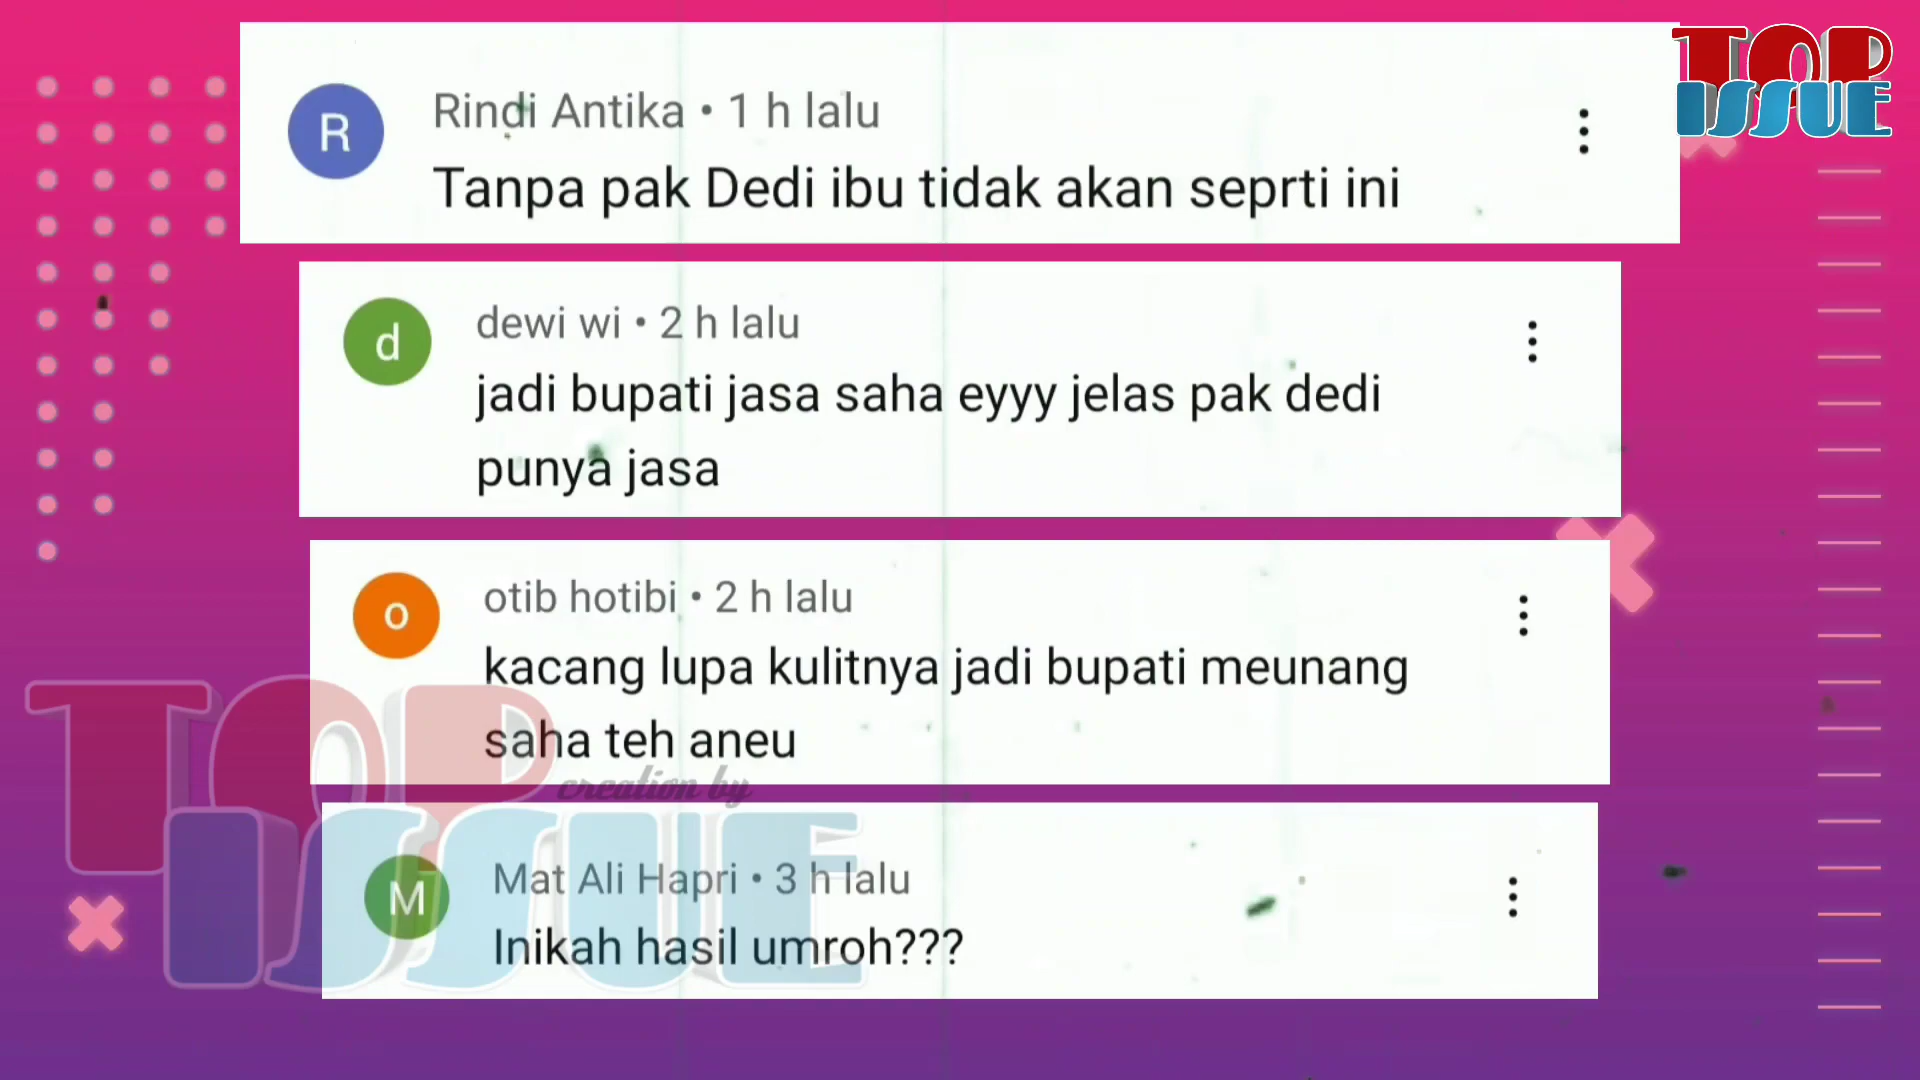 TOP
ISSUE
R
Rindi Antika • 1 h lalu
Tanpa pak Dedi ibu tidak akan seprti ini
d
dewi wi • 2 h lalu
jadi bupati jasa saha eyyy jelas pak dedi
punya jasa
o
otib hotibi • 2 h lalu
kacang lupa kulitnya jadi bupati meunang
saha teh aneu
TOP
creation by
ISSUE
M
Mat Ali Hapri • 3 h lalu
Inikah hasil umroh???